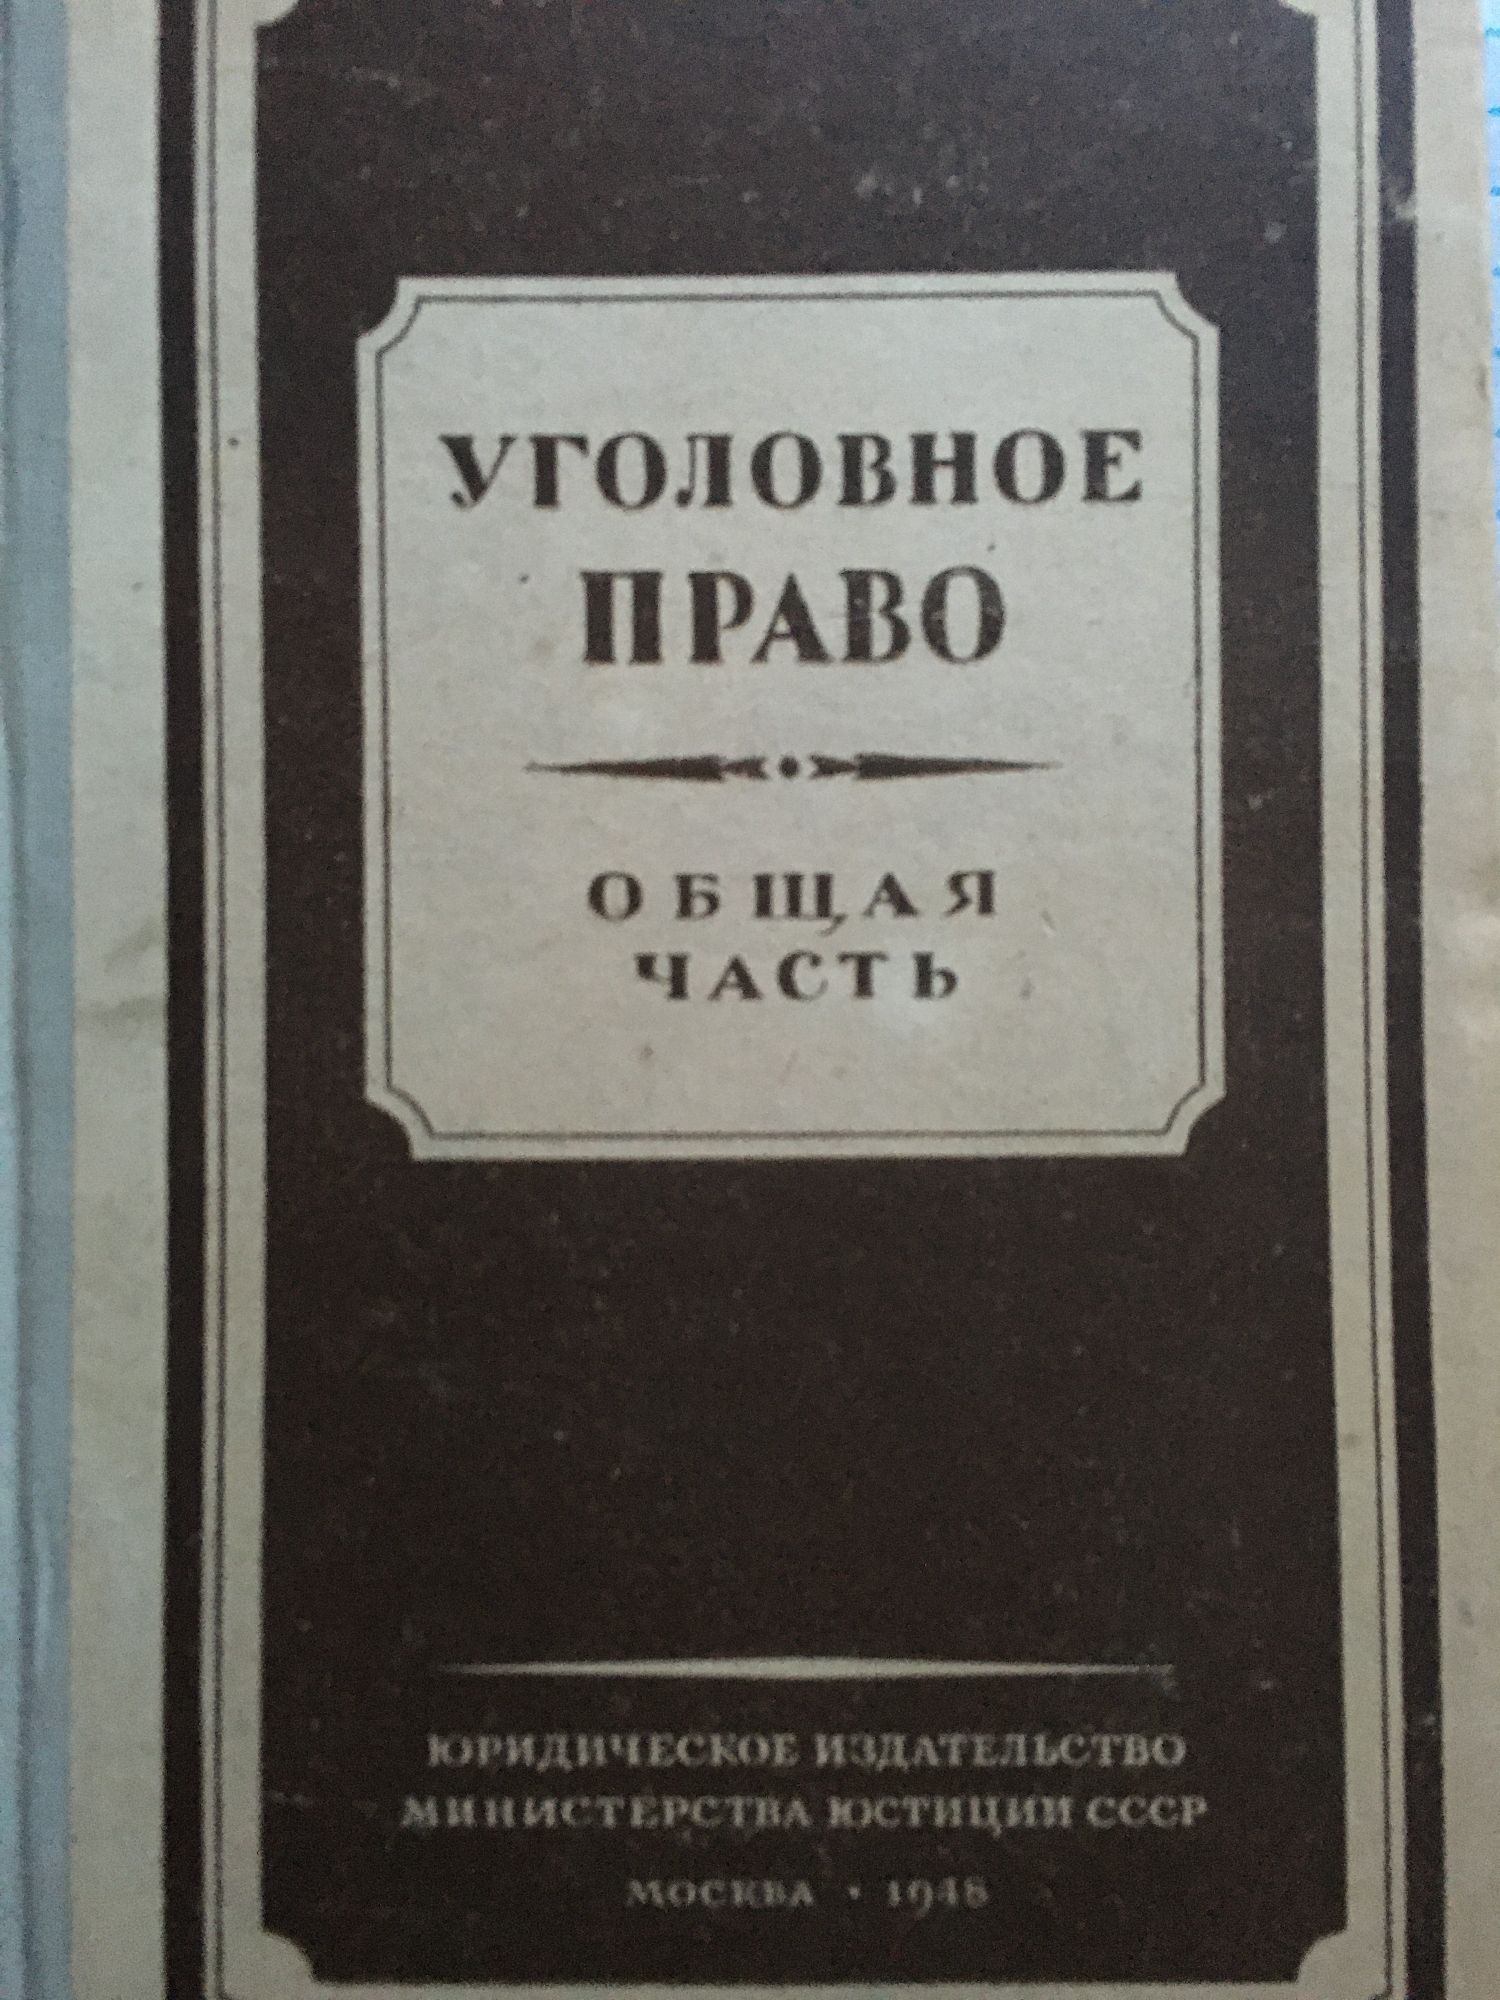 УГОЛОВНОЕ
ПРАВО
ОБЩАЯ
ЧАСТЬ
ЮРИДИЧЕСКОЕ ИЗДАТЕЛЬСТВО
МИНИСТЕРСТВА ЮСТИЦИИ СССР
МОСКВА • 1948